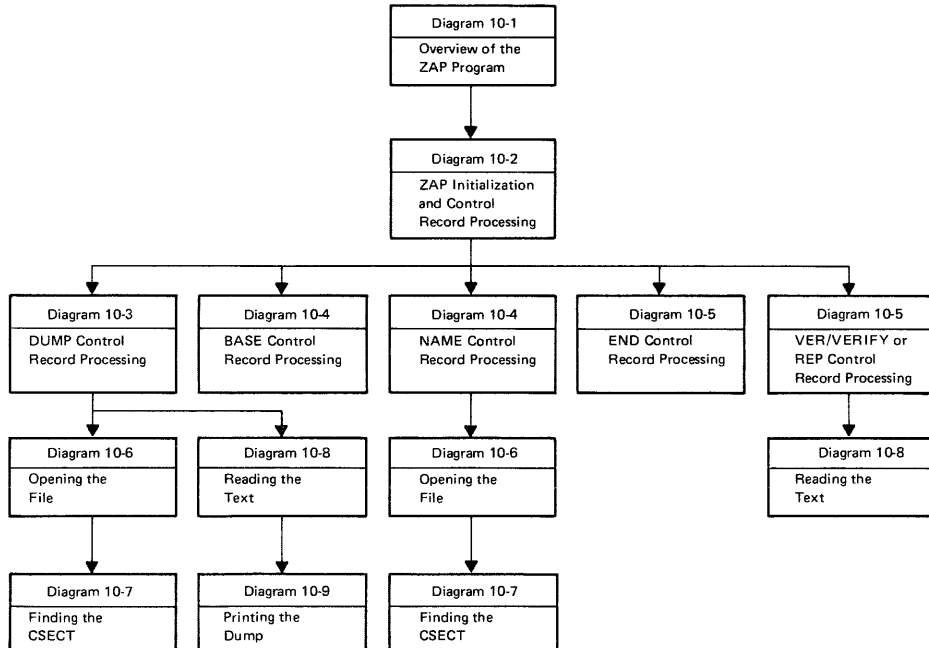 Diagram 10-1
Overview of the
ZAP Program
Diagram 10-2
ZAP Initialization
and Control
Record Processing
Diagram 10-3
DUMP Control
Record Processing
Diagram 10-4
BASE Control
Record Processing
Diagram 10-4
NAME Control
Record Processing
Diagram 10-5
END Control
Record Processing
Diagram 10-5
VER/VERIFY or
REP Control
Record Processing
Diagram 10-6
Opening the
File
Diagram 10-8
Reading the
Text
Diagram 10-6
Opening the
File
Diagram 10-8
Reading the
Text
Diagram 10-7
Finding the
CSECT
Diagram 10-9
Printing the
Dump
Diagram 10-7
Finding the
CSECT